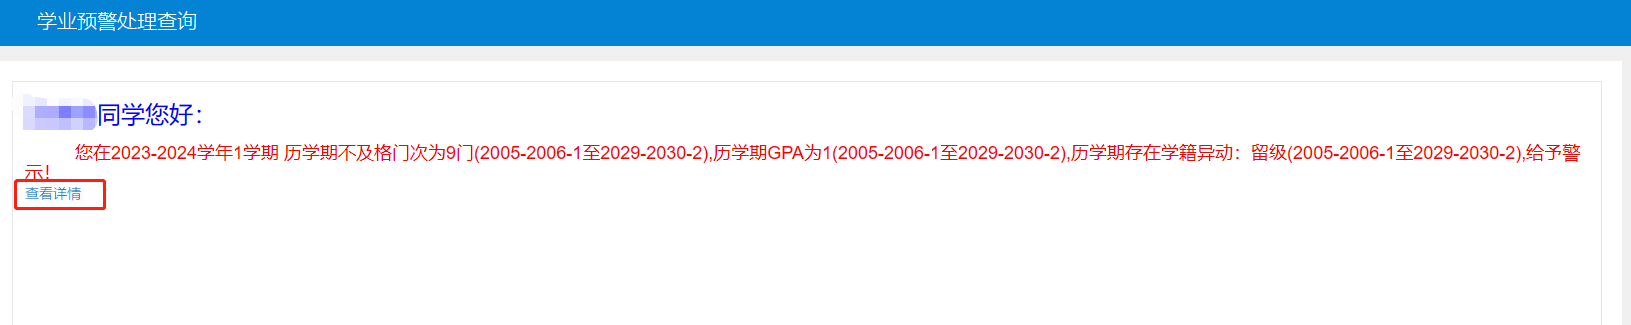 学业预警处理查询
同学您好：
您在2023-2024学年1学期 历学期不及格门次为9门(2005-2006-1至2029-2030-2),历学期GPA为1(2005-2006-1至2029-2030-2),历学期存在学籍异动：留级(2005-2006-1至2029-2030-2),给予警
示！
查看详情